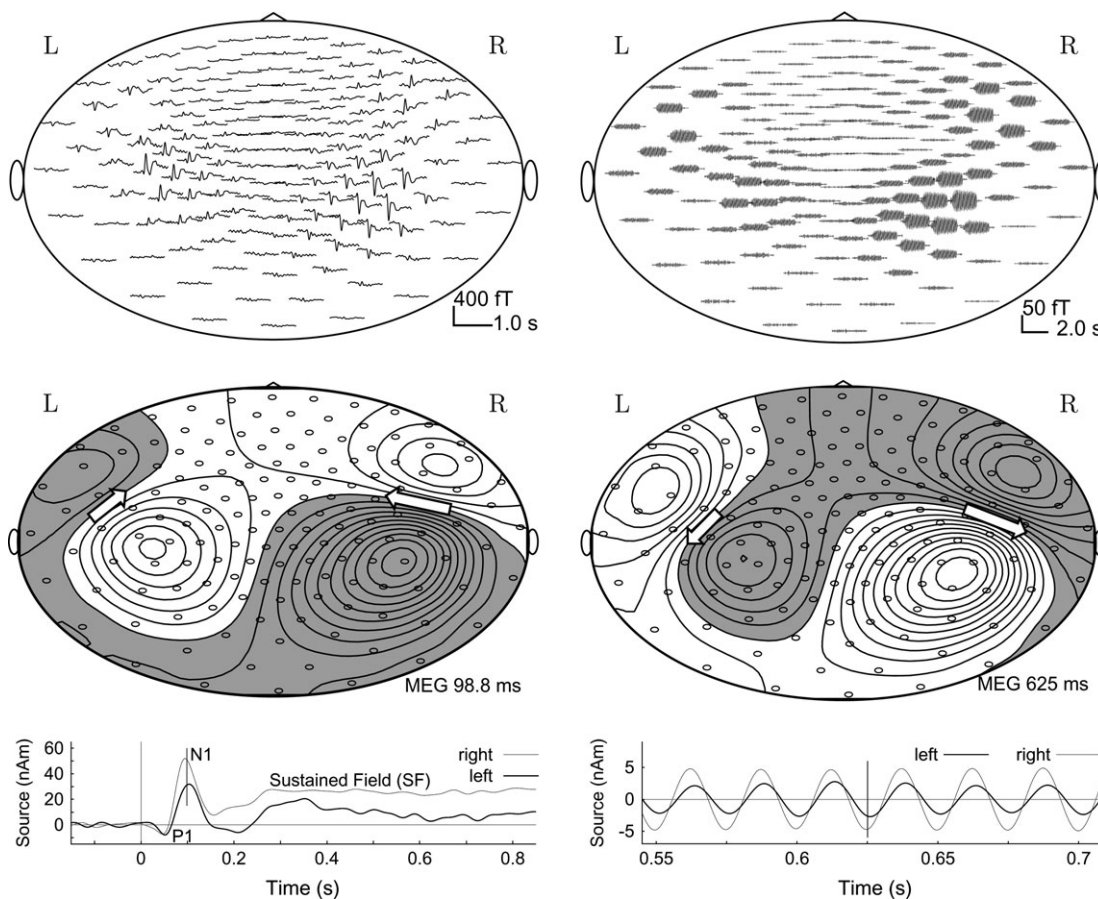 L R
400 fT
1.0 s
L R
50 fT
2.0 s
L R
MEG 98.8 ms
L R
MEG 625 ms
Source (nAm)
60
40
20
0
N1
P1
right
left
Sustained Field (SF)
0 0.2 0.4 0.6 0.8
Time (s)
Source (nAm)
5
0
-5
left right
0.55 0.6 0.65 0.7
Time (s)